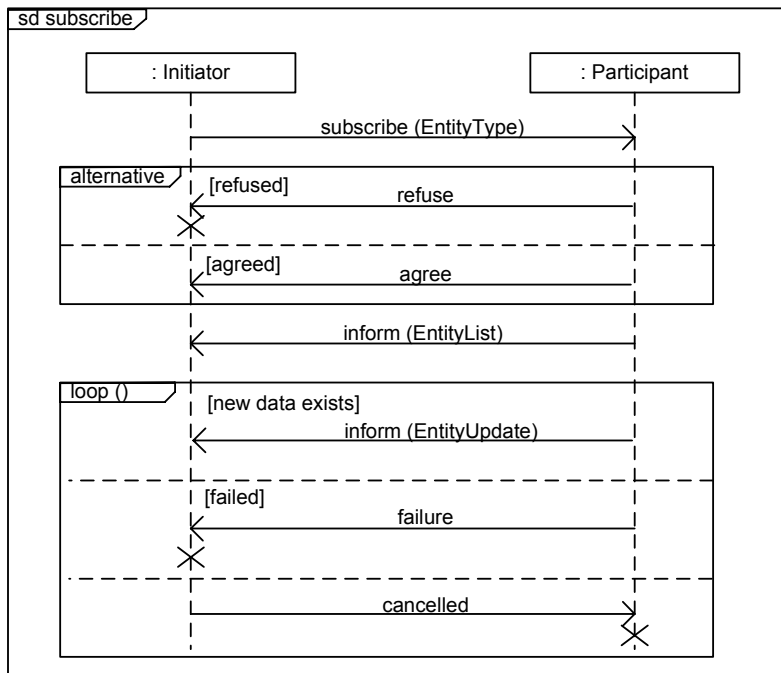 sd subscribe
: Initiator
: Participant
subscribe (EntityType)
alternative
[refused]
refuse
[agreed]
agree
inform (EntityList)
loop ()
[new data exists]
inform (EntityUpdate)
[failed]
failure
cancelled